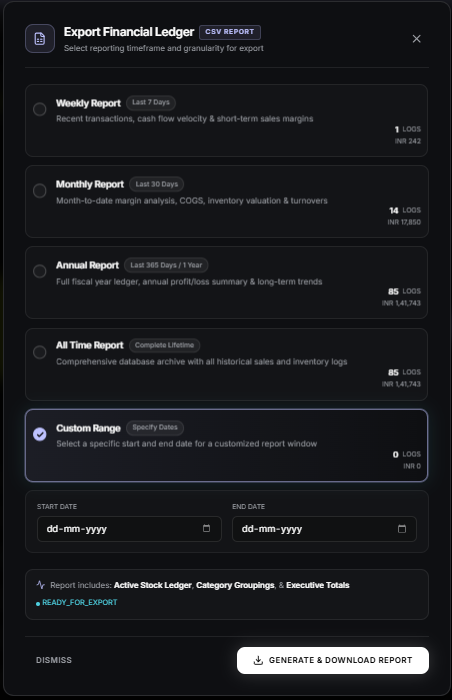 Export Financial Ledger CSV REPORT
Select reporting timeframe and granularity for export
Weekly Report Last 7 Days
Recent transactions, cash flow velocity & short-term sales margins
1 LOGS
INR 242
Monthly Report Last 30 Days
Month-to-date margin analysis, COGS, inventory valuation & turnovers
14 LOGS
INR 17,850
Annual Report Last 365 Days / 1 Year
Full fiscal year ledger, annual profit/loss summary & long-term trends
85 LOGS
INR 1,41,743
All Time Report Complete Lifetime
Comprehensive database archive with all historical sales and inventory logs
85 LOGS
INR 1,41,743
Custom Range Specify Dates
Select a specific start and end date for a customized report window
0 LOGS
INR 0
START DATE END DATE
dd-mm-yyyy dd-mm-yyyy
Report includes: Active Stock Ledger, Category Groupings, & Executive Totals
READY_FOR_EXPORT
DISMISS GENERATE & DOWNLOAD REPORT